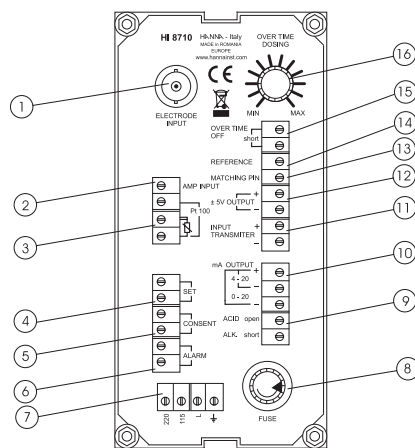 HI 8710
HANNA - Italy
MADE in ROMANIA
EUROPE
www.hannainst.com
OVER TIME
DOSING
CE
MIN
MAX
ELECTRODE
INPUT
OVER TIME
OFF
short
REFERENCE
MATCHING PIN
AMP INPUT
Pt 100
± 5V OUTPUT
+
–
INPUT
TRANSMITER
+
–
mA OUTPUT
+
4 - 20
–
0 - 20
–
SET
CONSENT
ALARM
ACID open
ALK. short
220
115
L
FUSE
1
2
3
4
5
6
7
8
9
10
11
12
13
14
15
16